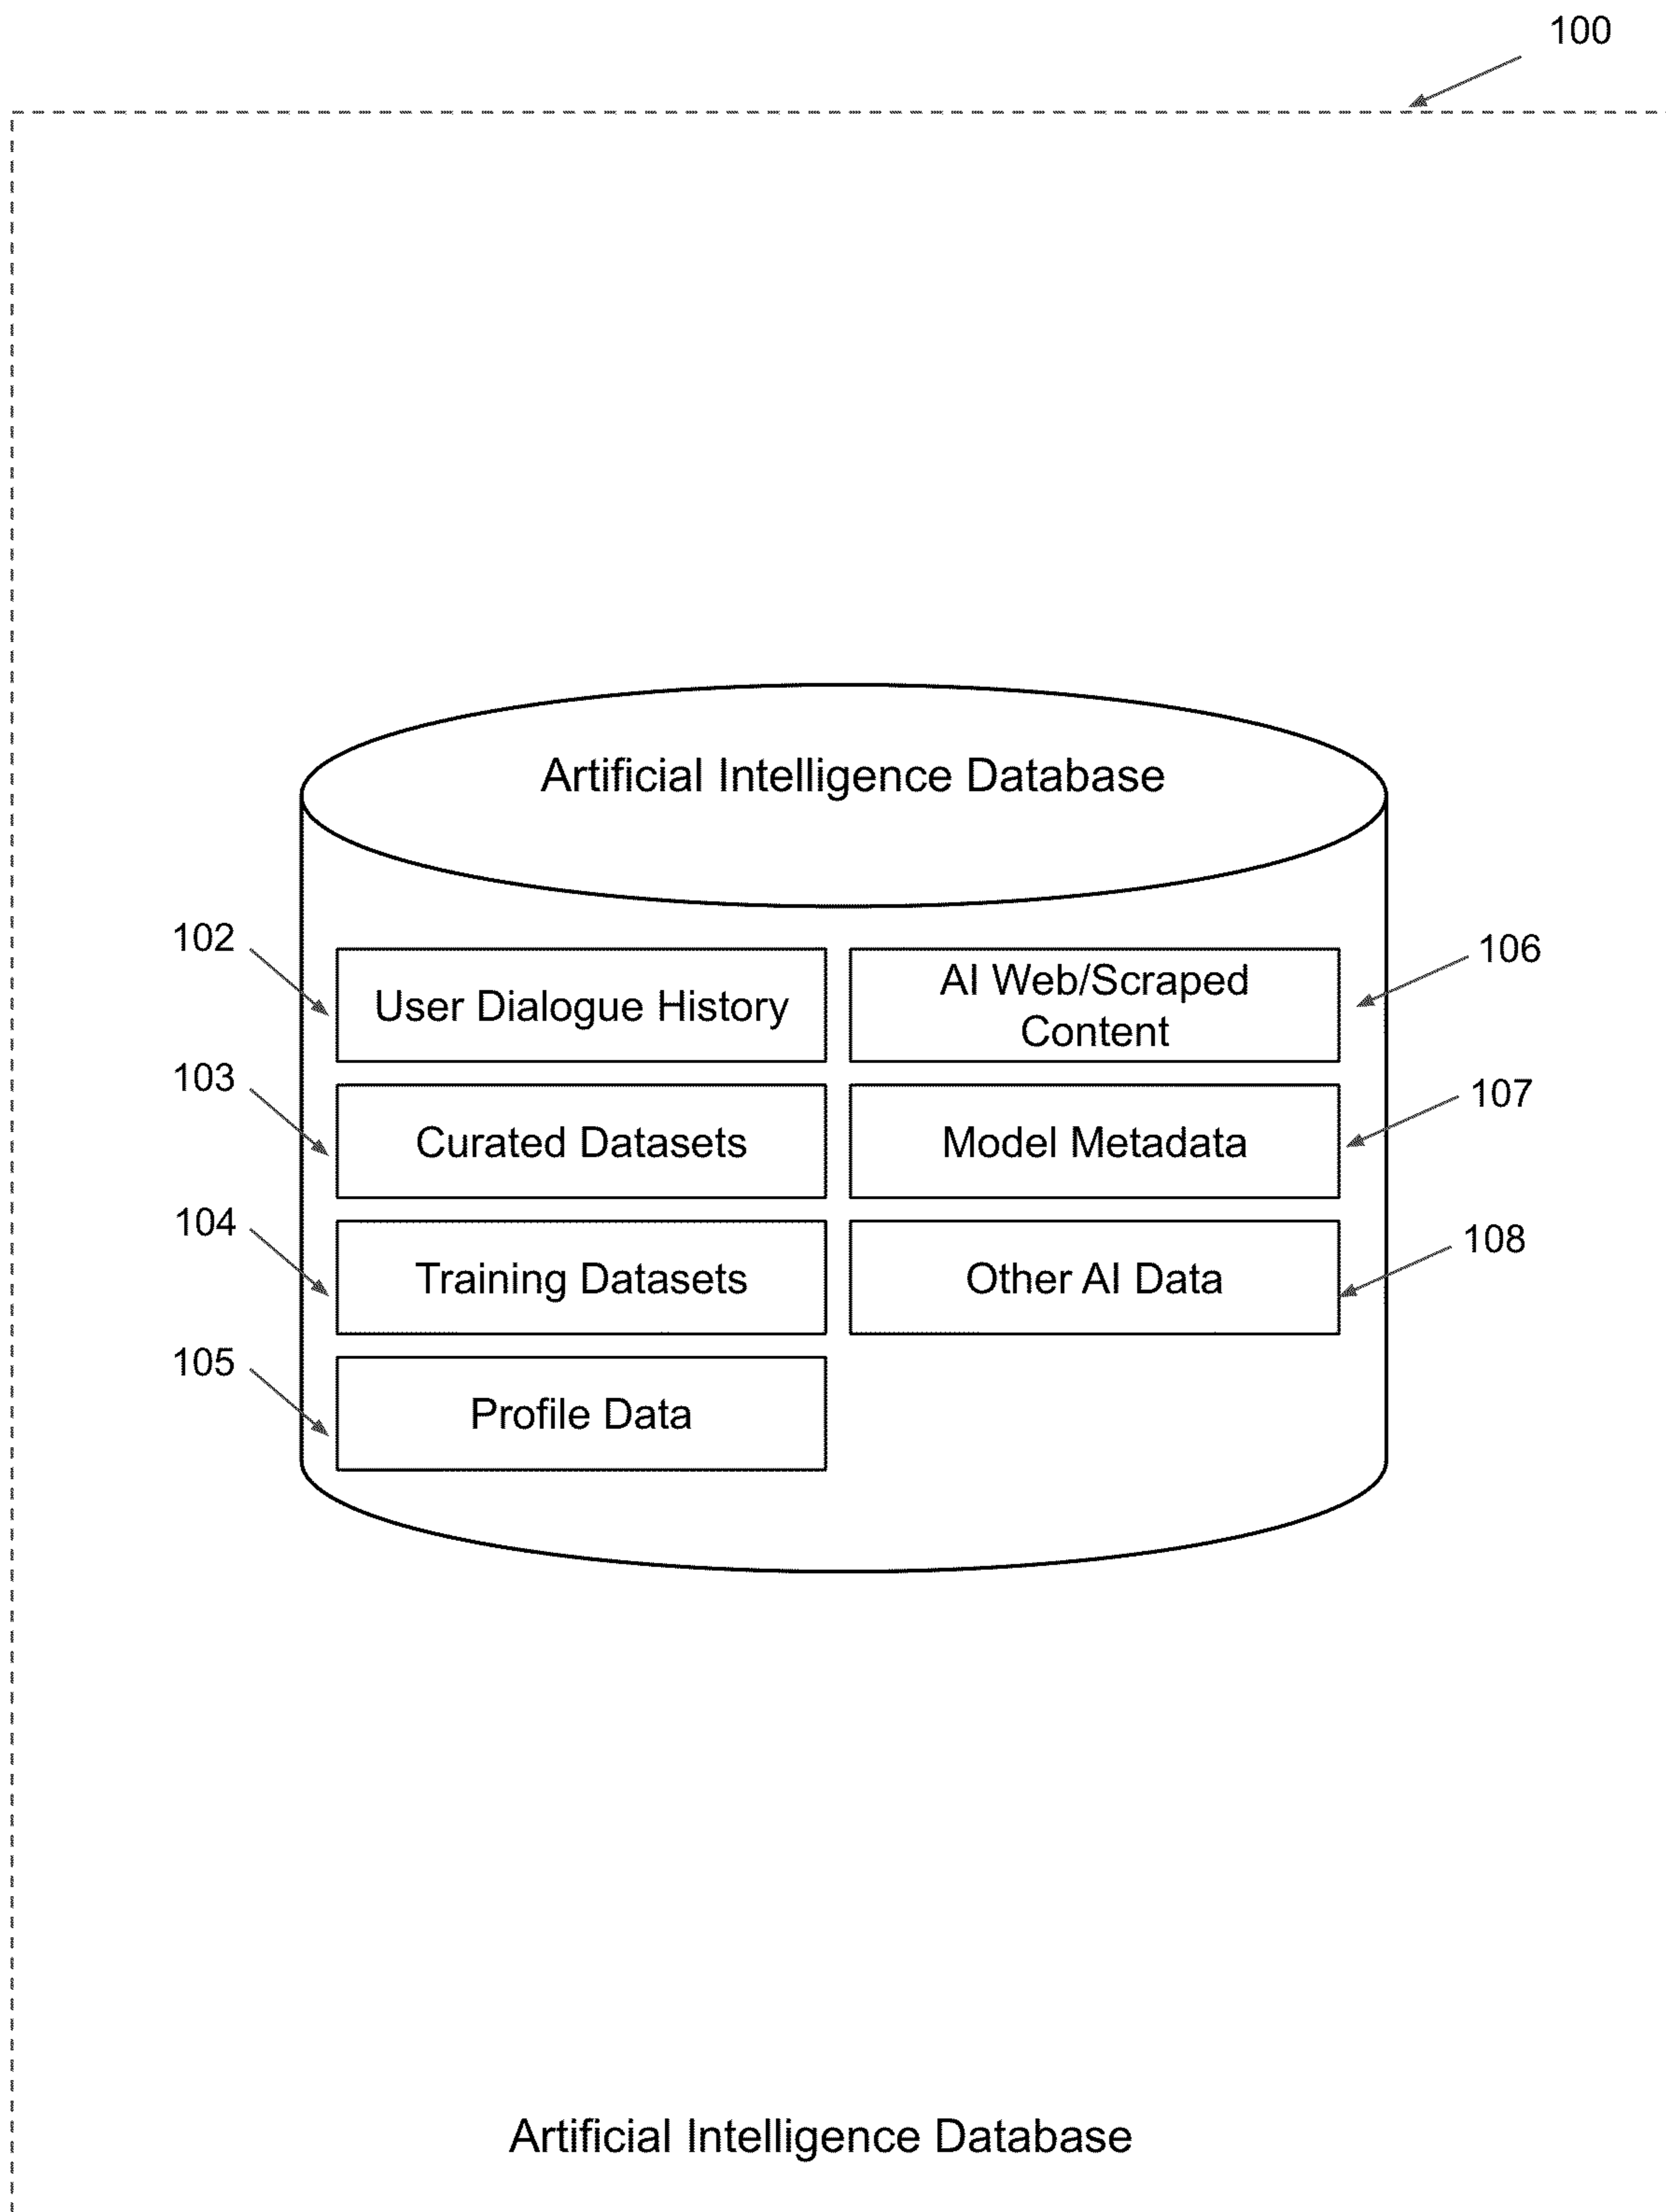 100
Artificial Intelligence Database
102
User Dialogue History
AI Web/Scraped
Content
106
103
Curated Datasets
Model Metadata
107
104
Training Datasets
Other AI Data
108
105
Profile Data
Artificial Intelligence Database